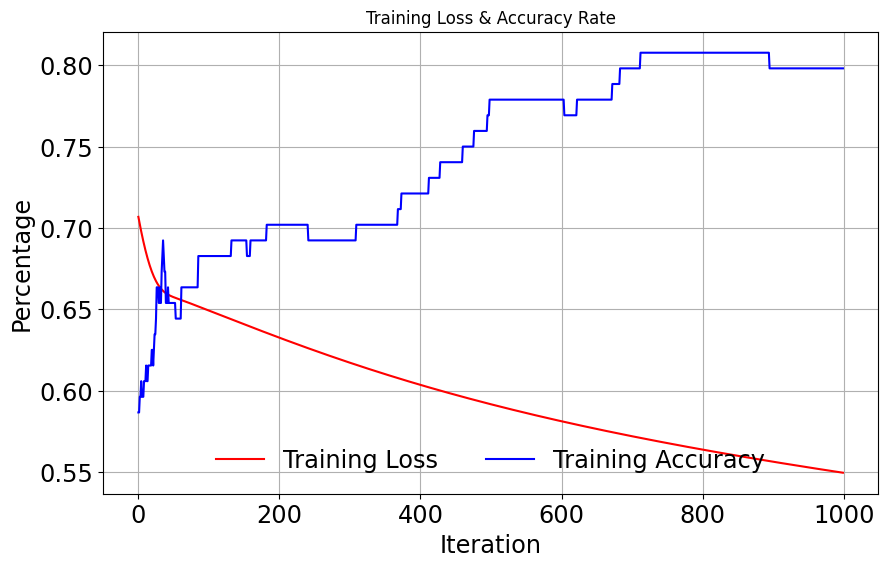 Training Loss & Accuracy Rate
0.80
0.75
0.70
0.65
0.60
0.55
Percentage
Training Loss Training Accuracy
0 200 400 600 800 1000
Iteration